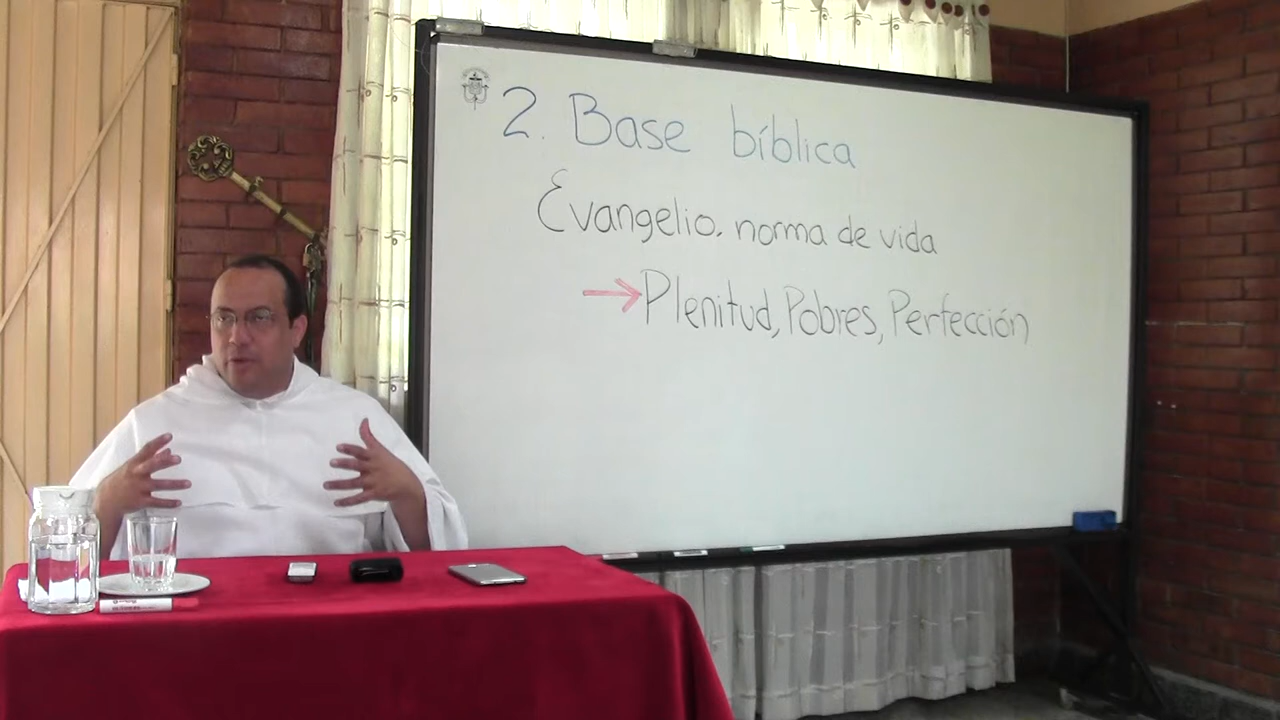 2. Base bíblica
Evangelio, norma de vida
→ Plenitud, Pobres, Perfección